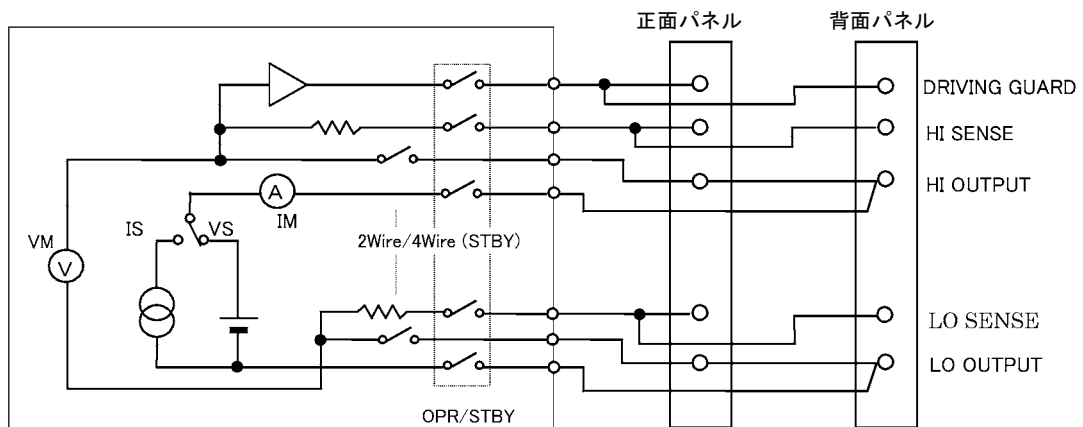 正面パネル
背面パネル
DRIVING GUARD
HI SENSE
HI OUTPUT
A
IM
IS
VS
VM
V
2Wire/4Wire (STBY)
LO SENSE
LO OUTPUT
OPR/STBY